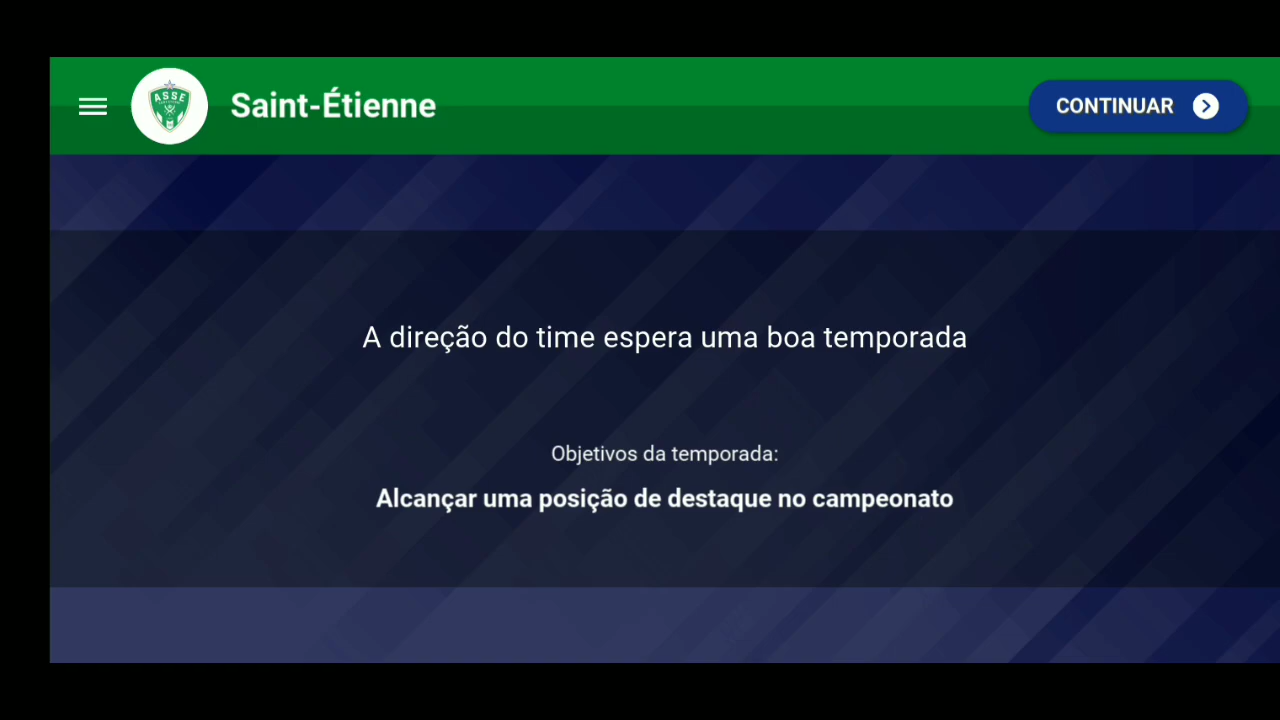 ASSE
Saint-Étienne
CONTINUAR
A direção do time espera uma boa temporada
Objetivos da temporada:
Alcançar uma posição de destaque no campeonato